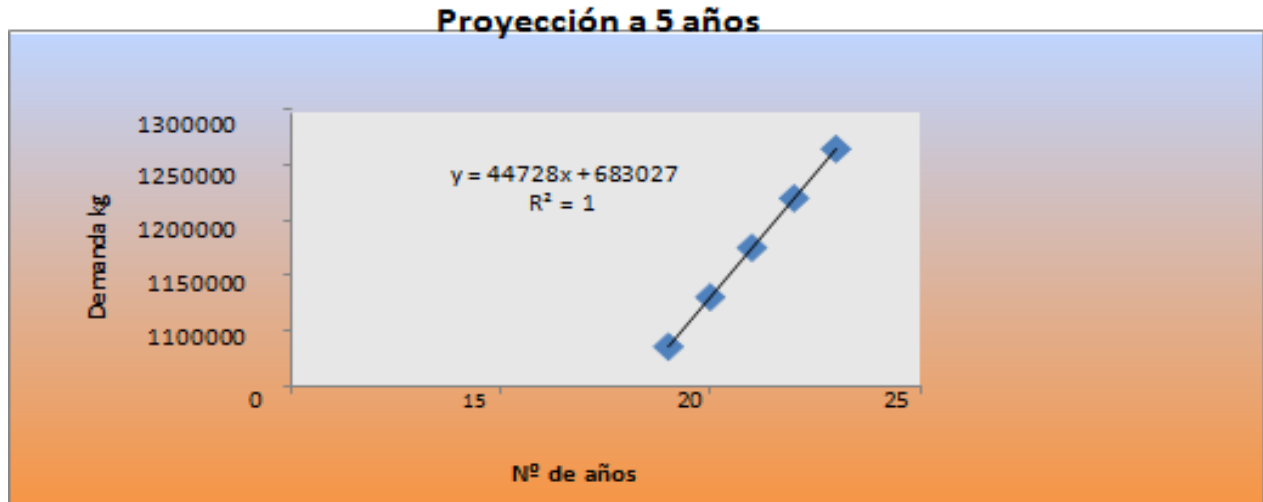 Proyección a 5 años
1300000
1250000
1200000
1150000
1100000
Demanda kg
y = 44728x + 683027
R² = 1
0
15
20
25
Nº de años